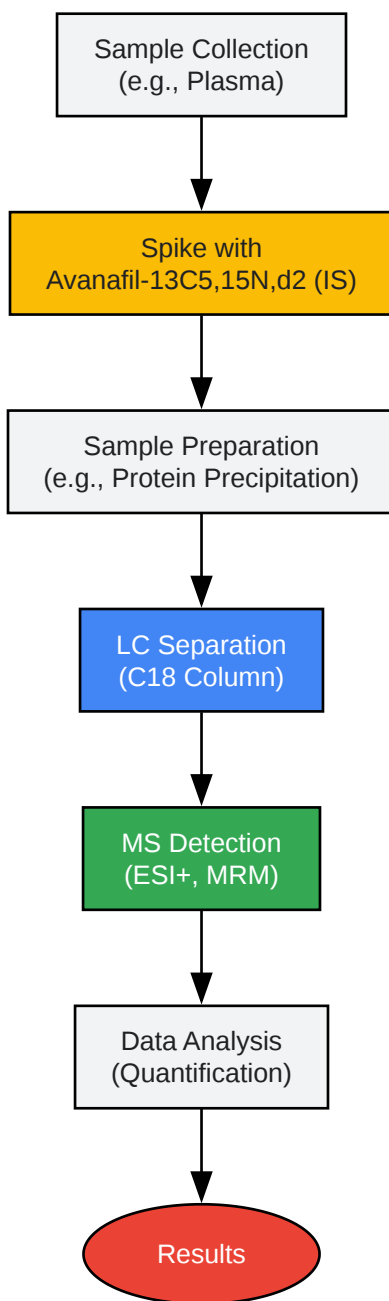 Sample Collection
(e.g., Plasma)
Spike with
Avanafil-13C5,15N,d2 (IS)
Sample Preparation
(e.g., Protein Precipitation)
LC Separation
(C18 Column)
MS Detection
(ESI+, MRM)
Data Analysis
(Quantification)
Results